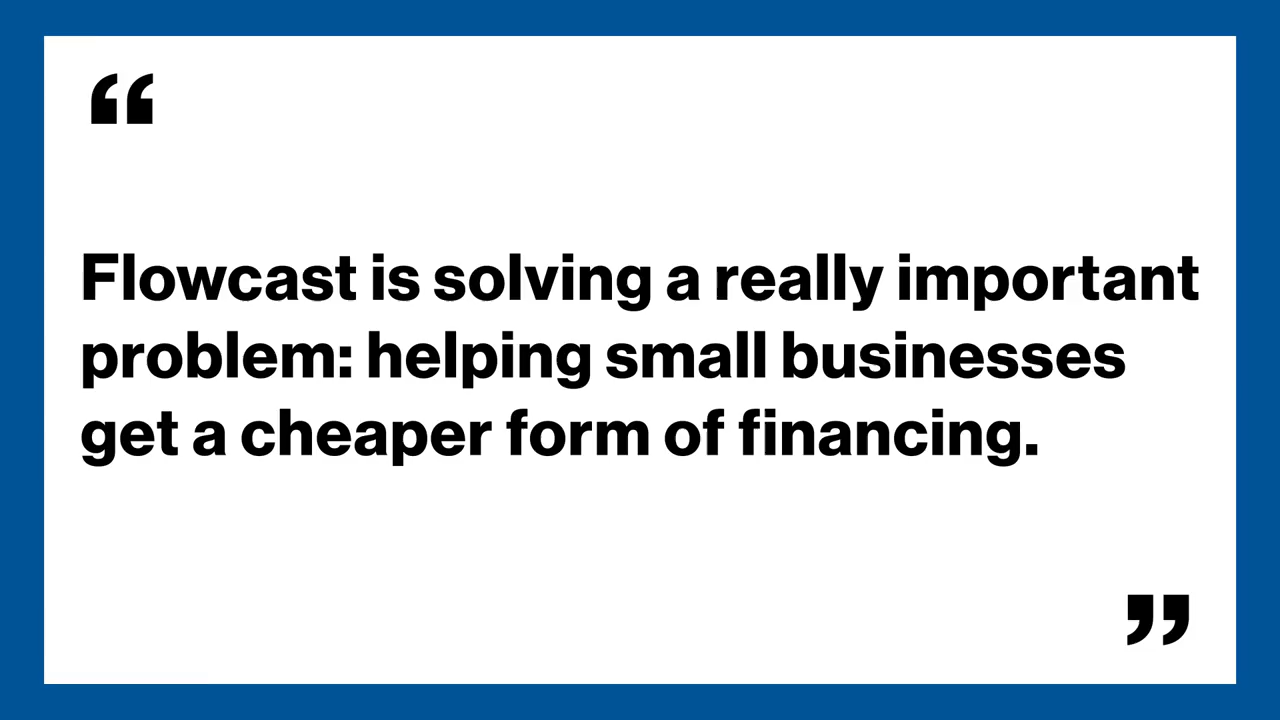 “
Flowcast is solving a really important
problem: helping small businesses
get a cheaper form of financing.
”